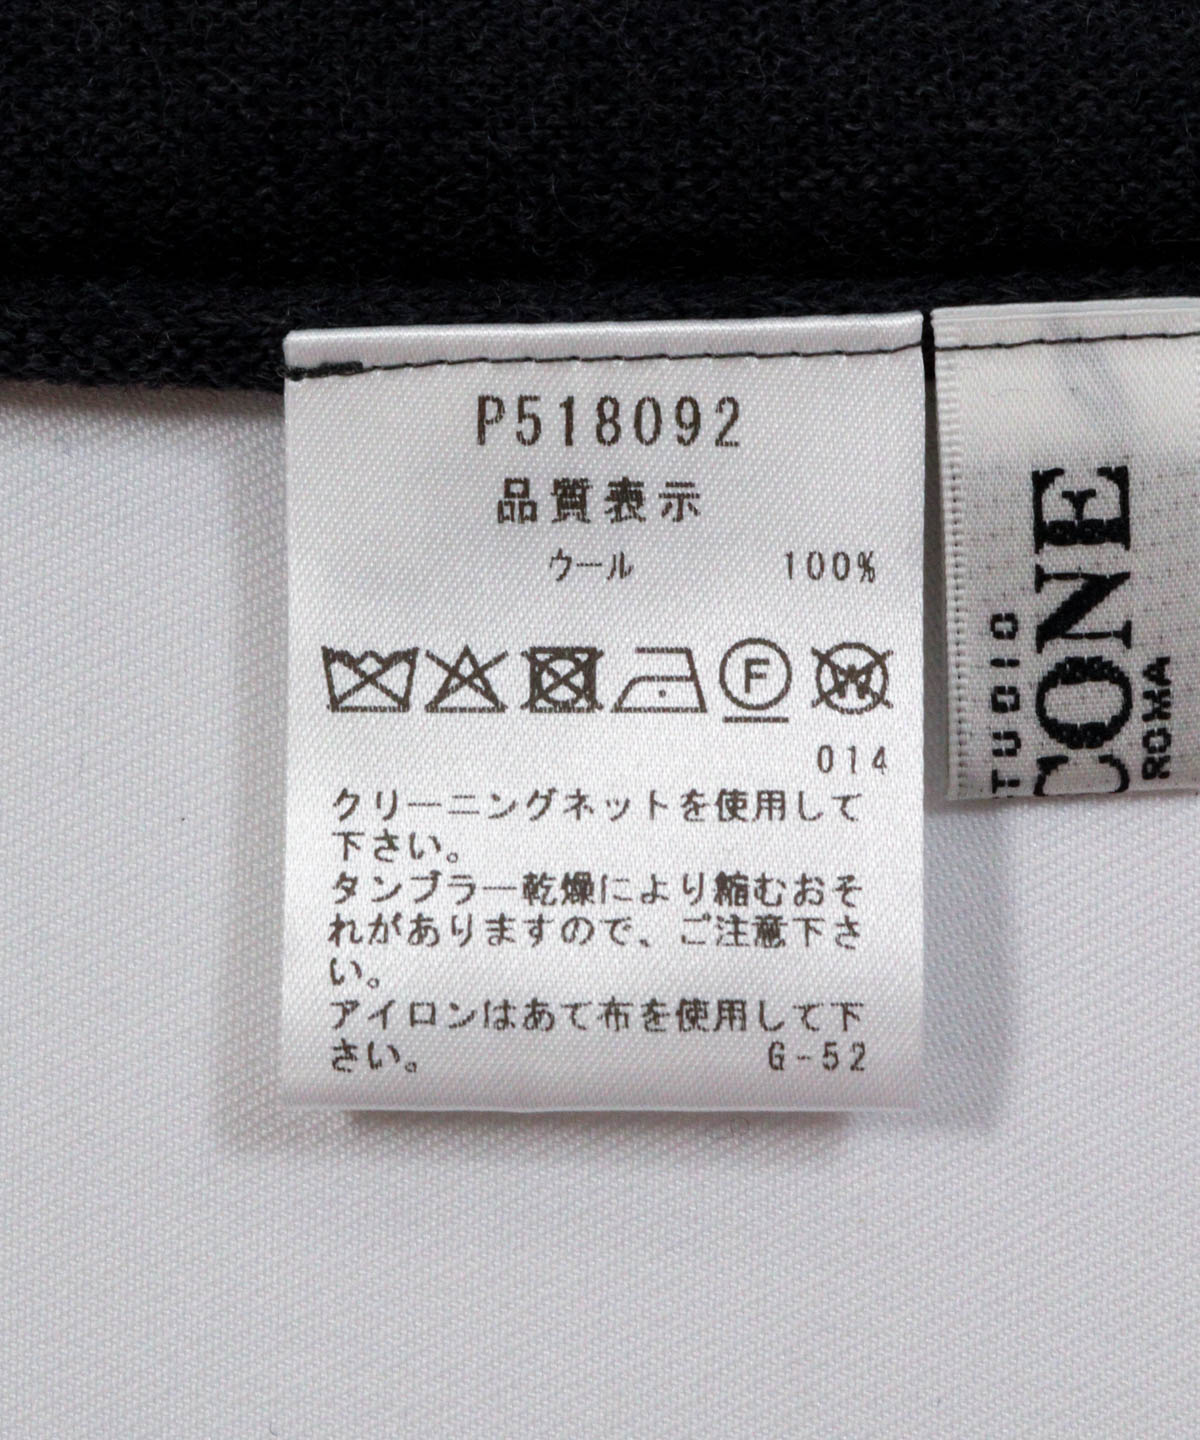 P518092
品質表示
ウール 100%
F W
014
クリーニングネットを使用して
下さい。
タンブラー乾燥により縮むおそ
れがありますので、ご注意下さ
い。
アイロンはあて布を使用して下
さい。 G-52
CONE
ROMA